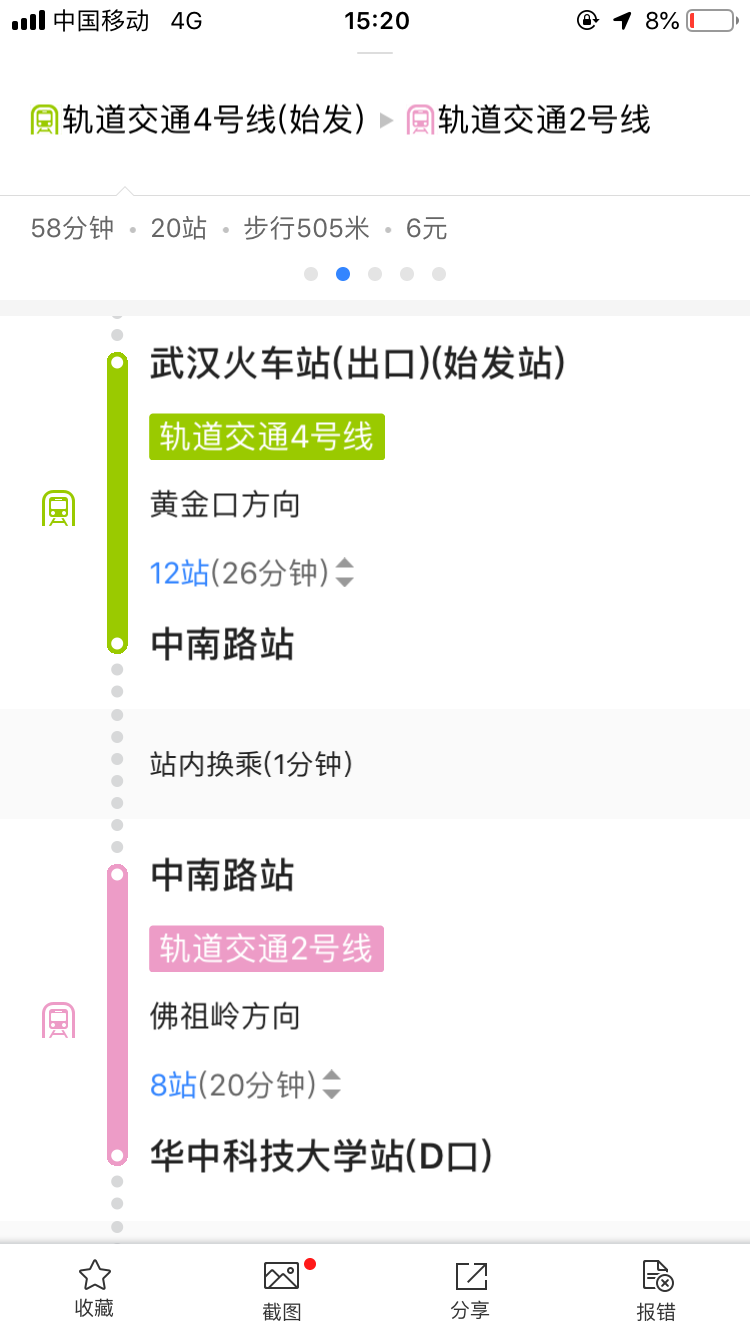 中国移动 4G 15:20 8%
轨道交通4号线(始发) 轨道交通2号线
58分钟 • 20站 • 步行505米 • 6元
武汉火车站(出口)(始发站)
轨道交通4号线
黄金口方向
12站(26分钟)
中南路站
站内换乘(1分钟)
中南路站
轨道交通2号线
佛祖岭方向
8站(20分钟)
华中科技大学站(D口)
收藏 截图 分享 报错